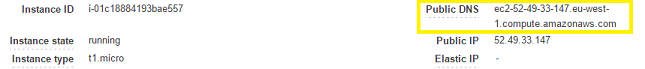 Instance ID i-01c18884193bae557
Public DNS ec2-52-49-33-147.eu-west-
1.compute.amazonaws.com
Instance state running
Public IP 52.49.33.147
Instance type t1.micro
Elastic IP -